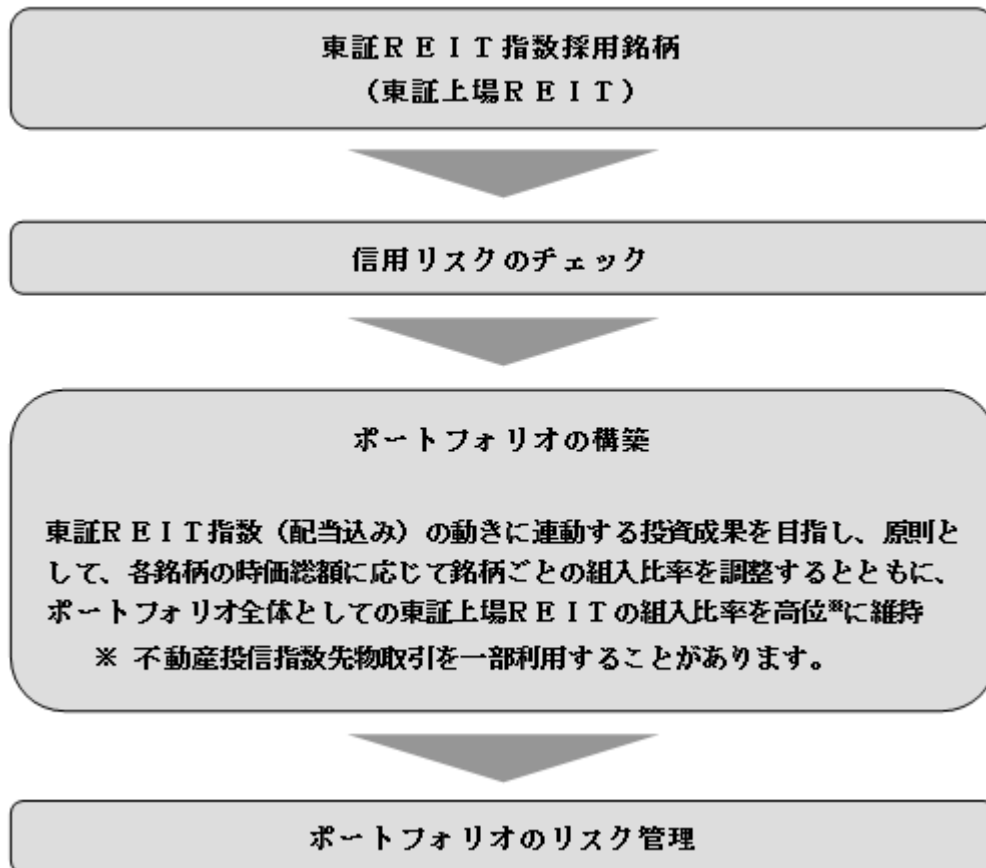 東証ＲＥＩＴ指数採用銘柄
（東証上場ＲＥＩＴ）
信用リスクのチェック
ポートフォリオの構築
東証ＲＥＩＴ指数（配当込み）の動きに連動する投資成果を目指し、原則と
して、各銘柄の時価総額に応じて銘柄ごとの組入比率を調整するとともに、
ポートフォリオ全体としての東証上場ＲＥＩＴの組入比率を高位※に維持
※ 不動産投信指数先物取引を一部利用することがあります。
ポートフォリオのリスク管理